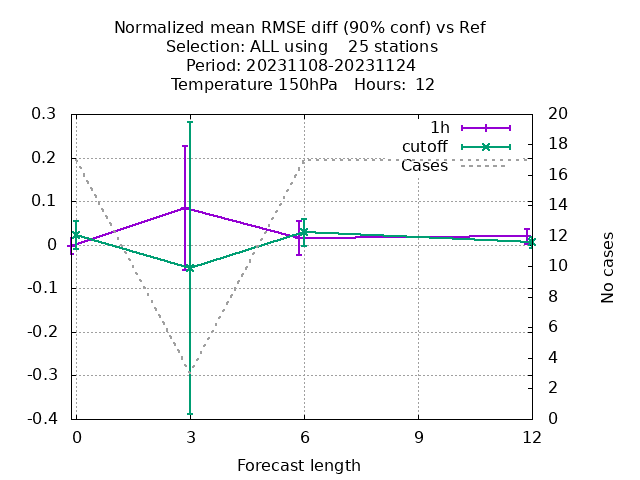 Normalized mean RMSE diff (90% conf) vs Ref
Selection: ALL using    25 stations
Period: 20231108-20231124
Temperature 150hPa   Hours:  12
1h
cutoff
Cases
0.3
0.2
0.1
0
-0.1
-0.2
-0.3
-0.4
20
18
16
14
12
10
8
6
4
2
0
No cases
0 3 6 9 12
Forecast length